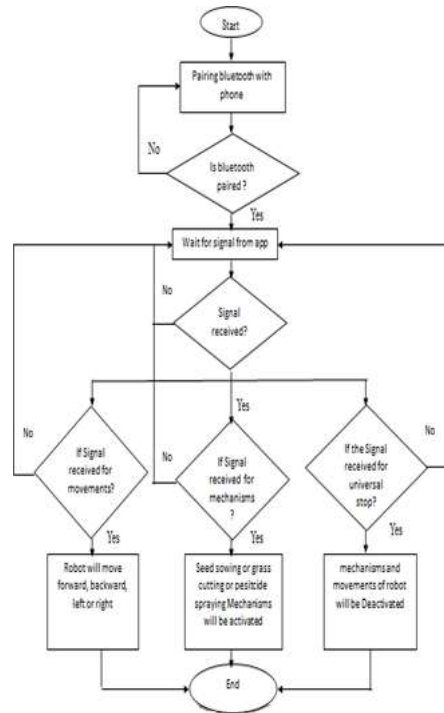 Start
Pairing bluetooth with
phone
No
Is bluetooth
paired ?
Yes
Wait for signal from app
No
No
No
Signal
received?
Yes
No
If Signal
received for
movements?
No
If Signal
received for
mechanisms
?
If the Signal
received for
universal
stop?
Yes
Yes
Yes
Robot will move
forward, backward,
left or right
Seed sowing or grass
cutting or pesitcide
spraying Mechanisms
will be activated
mechanisms and
movements of robot
will be Deactivated
End